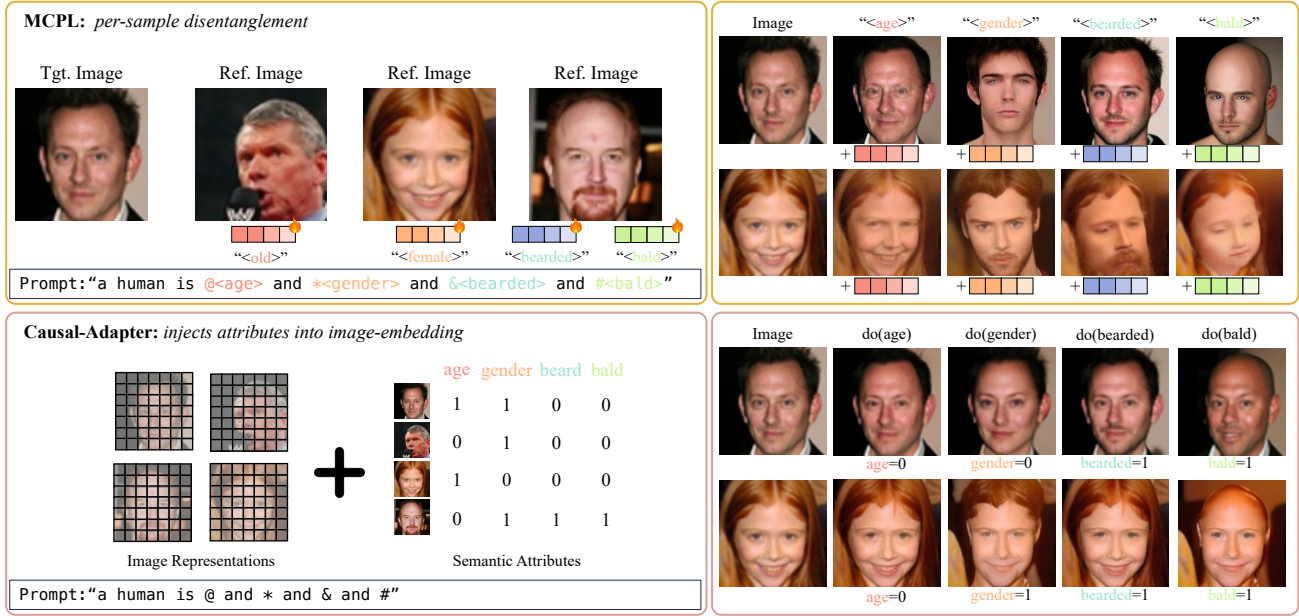 MCPL: per-sample disentanglement
Tgt. Image Ref. Image Ref. Image Ref. Image
“<old>” “<female>” “<bearded>” “<bald>”
Prompt:“a human is @<age> and *<gender> and &<bearded> and #<bald>”
Image “<age>” “<gender>” “<bearded>” “<bald>”
+ + + +
+ + + +
Causal-Adapter: injects attributes into image-embedding
age gender beard bald
1 1 0 0
0 1 0 0
1 0 0 0
0 1 1 1
Image Representations Semantic Attributes
Prompt:“a human is @ and * and & and #”
Image do(age) do(gender) do(bearded) do(bald)
age=0 gender=0 bearded=1 bald=1
age=0 gender=1 bearded=1 bald=1